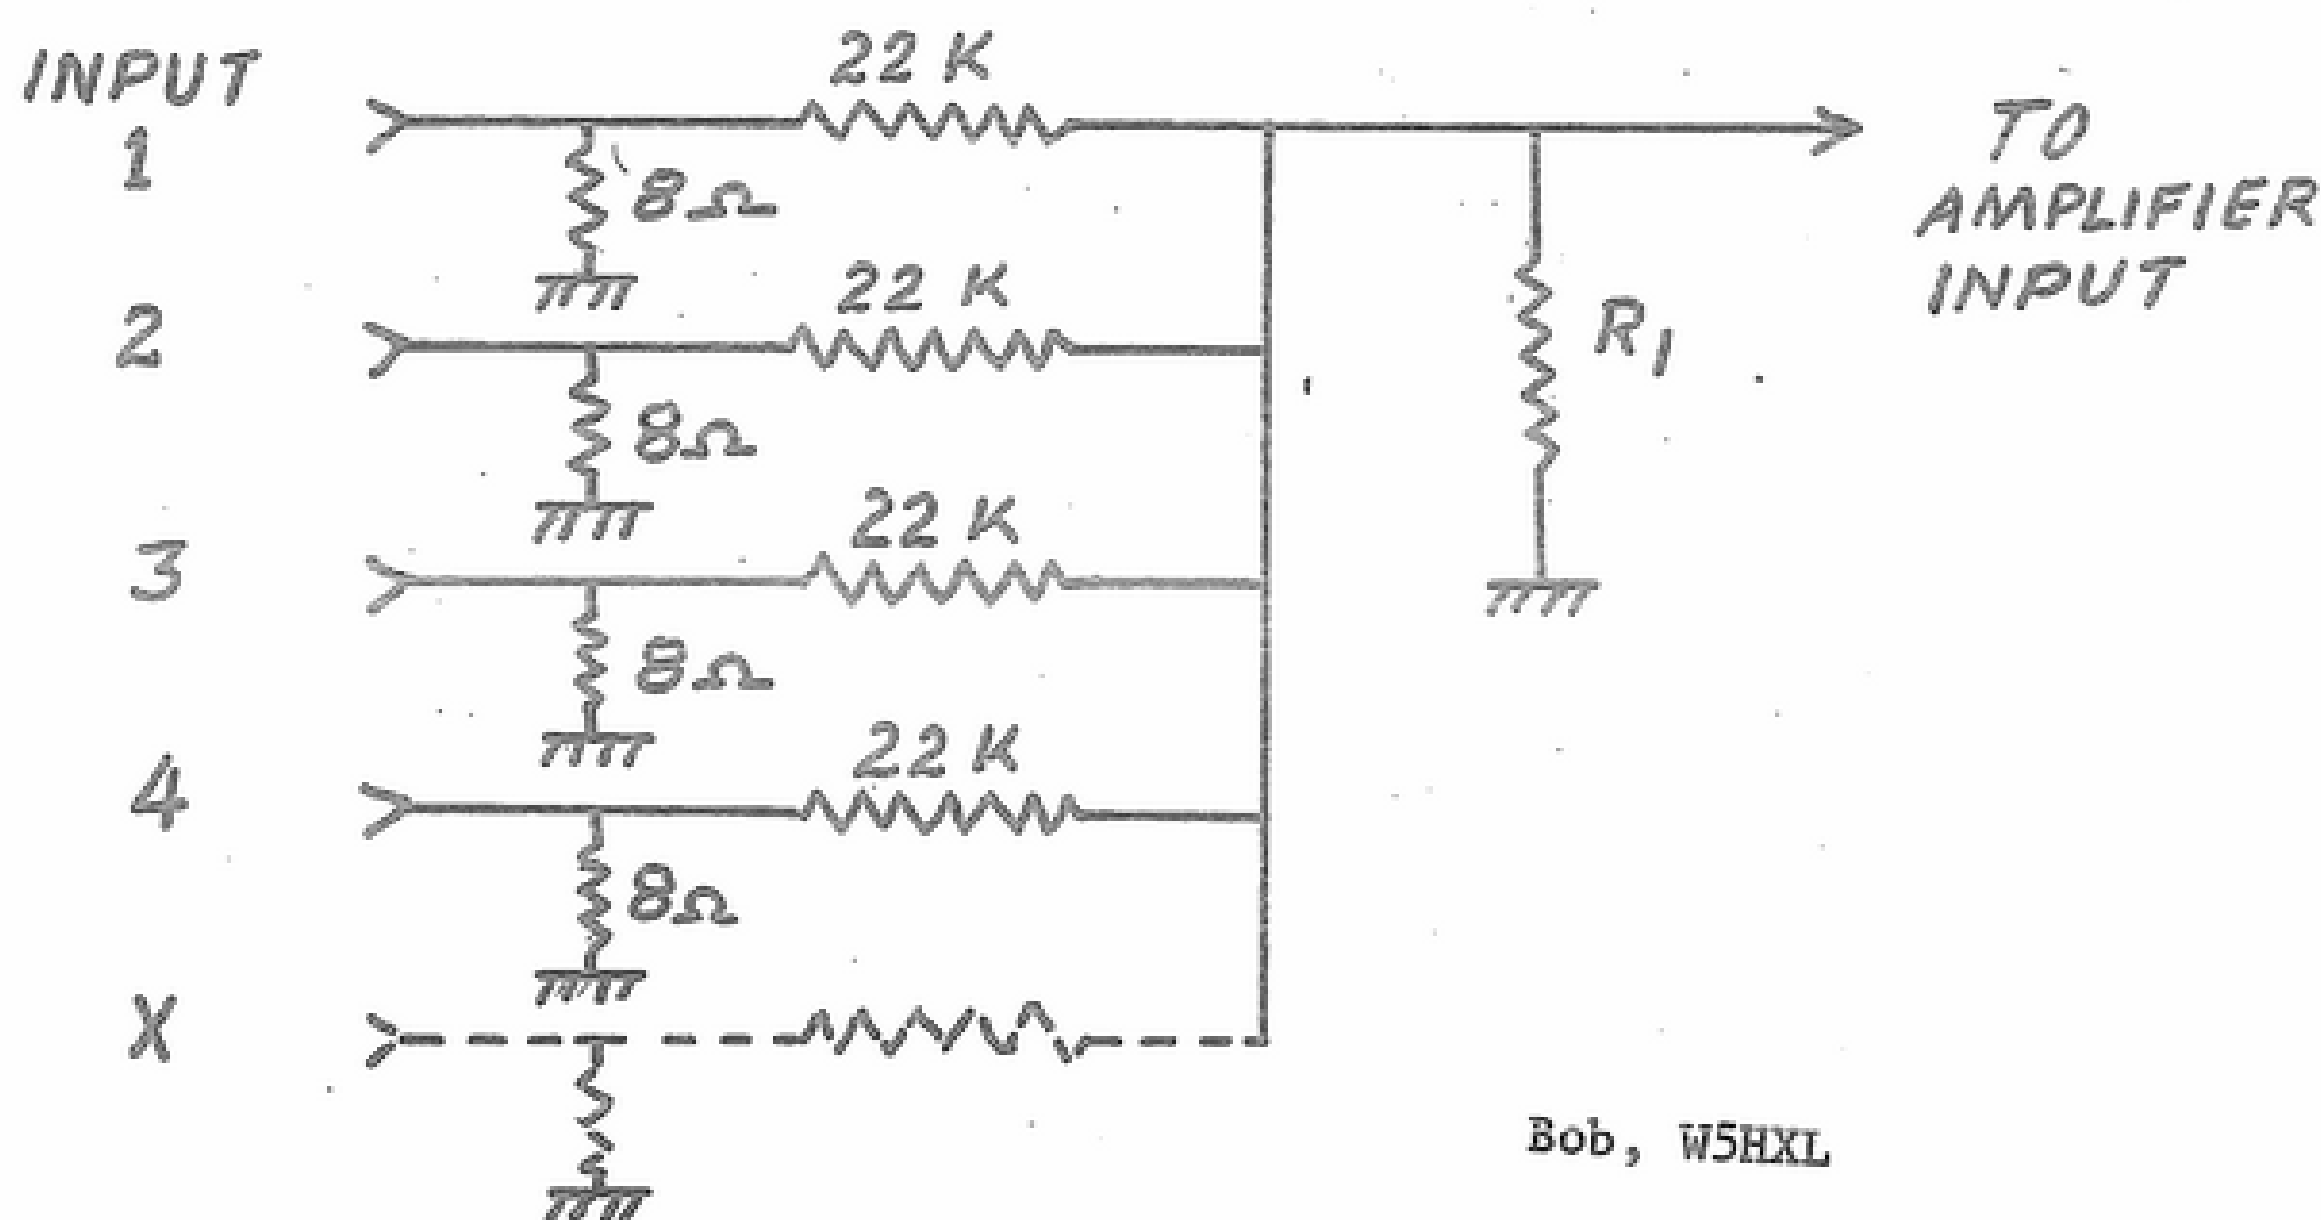 INPUT
22 K
1
TO
AMPLIFIER
INPUT
8Ω
22 K
2
R1
8Ω
22 K
3
8Ω
22 K
4
8Ω
X
Bob, W5HXL